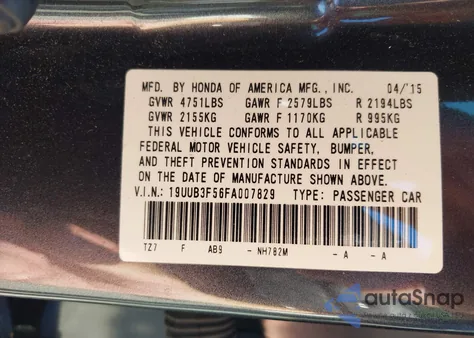 MFD. BY HONDA OF AMERICA MFG., INC. 04/15
GVWR 4751LBS GAWR F 2579LBS R 2194LBS
GVWR 2155KG GAWR F 1170KG R 995KG
THIS VEHICLE CONFORMS TO ALL APPLICABLE
FEDERAL MOTOR VEHICLE SAFETY, BUMPER,
AND THEFT PREVENTION STANDARDS IN EFFECT
ON THE DATE OF MANUFACTURE SHOWN ABOVE.
V.I.N.: 19UUB3F56FA007829 TYPE: PASSENGER CAR
TZ7 F AB9 - NH782M - A - A
autoSnap